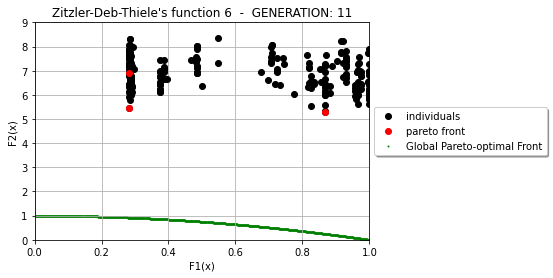 Zitzler-Deb-Thiele's function 6 - GENERATION: 11
9
8
7
6
5
4
3
2
1
0
F2(x)
0.0 0.2 0.4 0.6 0.8 1.0
F1(x)
individuals
pareto front
Global Pareto-optimal Front